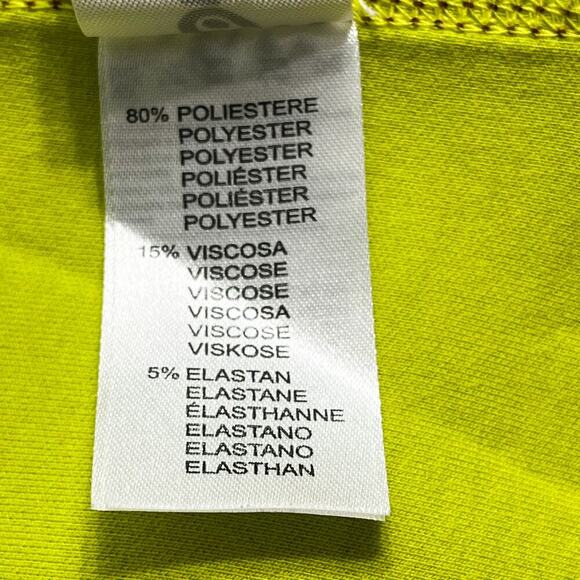 80% POLIESTERE
POLYESTER
POLYESTER
POLIÉSTER
POLIÉSTER
POLYESTER
15% VISCOSA
VISCOSE
VISCOSE
VISCOSA
VISCOSE
VISKOSE
5% ELASTAN
ELASTANE
ÉLASTHANNE
ELASTANO
ELASTANO
ELASTHAN